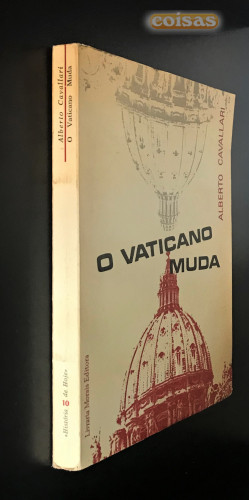 coisas
Alberto Cavallari
O Vaticano Muda
«História 10 de Hoje»
ALBERTO CAVALLARI
O VATICANO
MUDA
Livraria Morais Editora